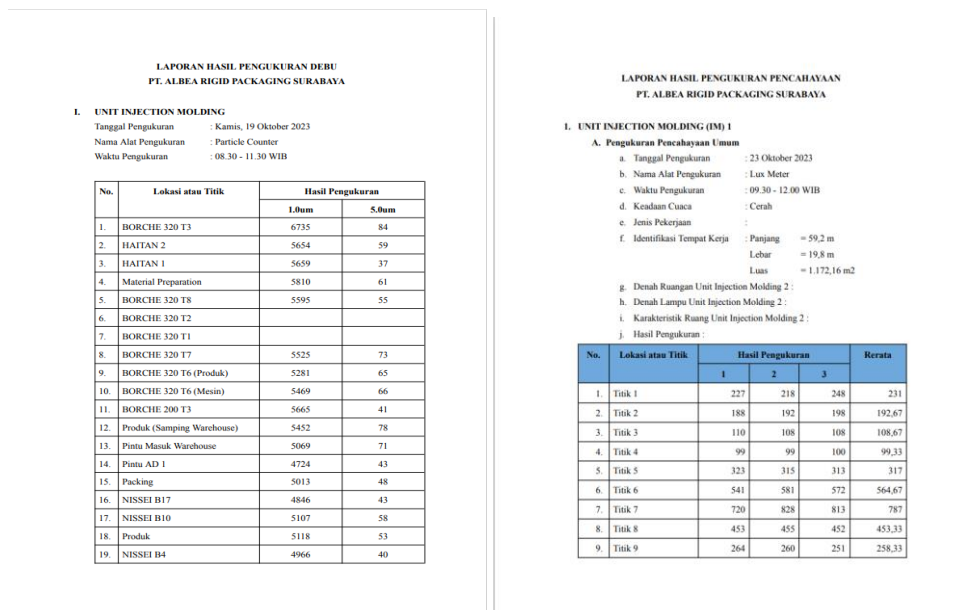 LAPORAN HASIL PENGUKURAN DEBU
PT. ALBEA RIGID PACKAGING SURABAYA
I. UNIT INJECTION MOLDING
Tanggal Pengukuran : Kamis, 19 Oktober 2023
Nama Alat Pengukuran : Particle Counter
Waktu Pengukuran : 08.30 - 11.30 WIB
No. Lokasi atau Titik Hasil Pengukuran
1.0um 5.0um
1. BORCHE 320 T3 6735 84
2. HAITAN 2 5654 59
3. HAITAN 1 5659 37
4. Material Preparation 5810 61
5. BORCHE 320 T8 5595 55
6. BORCHE 320 T2
7. BORCHE 320 T1
8. BORCHE 320 T7 5525 73
9. BORCHE 320 T6 (Produk) 5281 65
10. BORCHE 320 T6 (Mesin) 5469 66
11. BORCHE 200 T3 5665 41
12. Produk (Samping Warehouse) 5452 78
13. Pintu Masuk Warehouse 5069 71
14. Pintu AD 1 4724 43
15. Packing 5013 48
16. NISSEI B17 4846 43
17. NISSEI B10 5107 58
18. Produk 5118 53
19. NISSEI B4 4966 40
LAPORAN HASIL PENGUKURAN PENCAHAYAAN
PT. ALBEA RIGID PACKAGING SURABAYA
1. UNIT INJECTION MOLDING (IM) 1
A. Pengukuran Pencahayaan Umum
a. Tanggal Pengukuran : 23 Oktober 2023
b. Nama Alat Pengukuran : Lux Meter
c. Waktu Pengukuran : 09.30 - 12.00 WIB
d. Keadaan Cuaca : Cerah
e. Jenis Pekerjaan :
f. Identifikasi Tempat Kerja : Panjang = 59,2 m
Lebar = 19,8 m
Luas = 1.172,16 m2
g. Denah Ruangan Unit Injection Molding 2 :
h. Denah Lampu Unit Injection Molding 2 :
i. Karakteristik Ruang Unit Injection Molding 2 :
j. Hasil Pengukuran :
No. Lokasi atau Titik Hasil Pengukuran Rerata
1 2 3
1. Titik 1 227 218 248 231
2. Titik 2 188 192 198 192,67
3. Titik 3 110 108 108 108,67
4. Titik 4 99 99 100 99,33
5. Titik 5 323 315 313 317
6. Titik 6 541 581 572 564,67
7. Titik 7 720 828 813 787
8. Titik 8 453 455 452 453,33
9. Titik 9 264 260 251 258,33